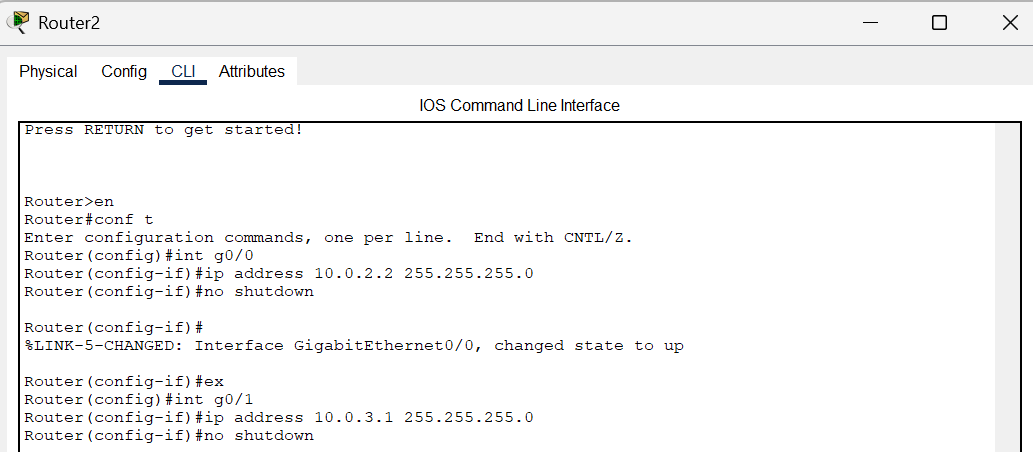 Router2
Physical Config CLI Attributes
IOS Command Line Interface
Press RETURN to get started!
Router>en
Router#conf t
Enter configuration commands, one per line.  End with CNTL/Z.
Router(config)#int g0/0
Router(config-if)#ip address 10.0.2.2 255.255.255.0
Router(config-if)#no shutdown
Router(config-if)#
%LINK-5-CHANGED: Interface GigabitEthernet0/0, changed state to up
Router(config-if)#ex
Router(config)#int g0/1
Router(config-if)#ip address 10.0.3.1 255.255.255.0
Router(config-if)#no shutdown